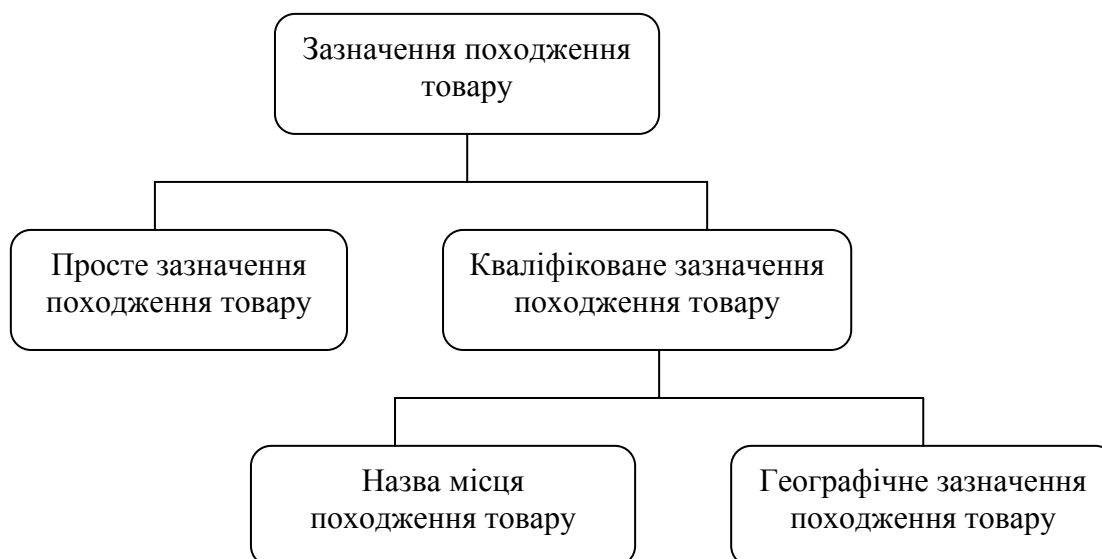 Зазначення походження
товару
Просте зазначення
походження товару
Кваліфіковане зазначення
походження товару
Назва місця
походження товару
Географічне зазначення
походження товару